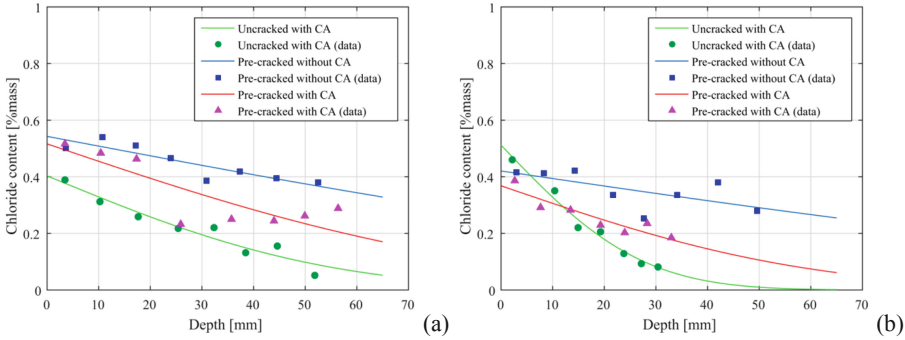 1
0.8
0.6
0.4
0.2
0
0 10 20 30 40 50 60 70
Chloride content [%mass]
Depth [mm]
Uncracked with CA
Uncracked with CA (data)
Pre-cracked without CA
Pre-cracked without CA (data)
Pre-cracked with CA
Pre-cracked with CA (data)
(a)
1
0.8
0.6
0.4
0.2
0
0 10 20 30 40 50 60 70
Chloride content [%mass]
Depth [mm]
Uncracked with CA
Uncracked with CA (data)
Pre-cracked without CA
Pre-cracked without CA (data)
Pre-cracked with CA
Pre-cracked with CA (data)
(b)